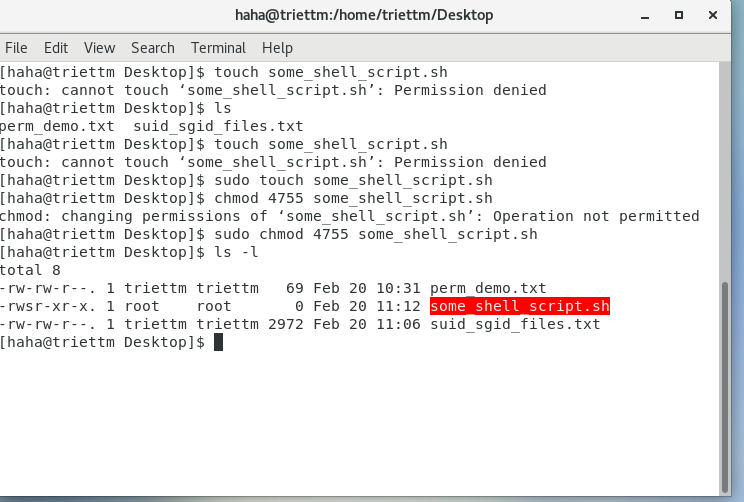 haha@triettm:/home/triettm/Desktop
File Edit View Search Terminal Help
[haha@triettm Desktop]$ touch some_shell_script.sh
touch: cannot touch ‘some_shell_script.sh’: Permission denied
[haha@triettm Desktop]$ ls
perm_demo.txt  suid_sgid_files.txt
[haha@triettm Desktop]$ touch some_shell_script.sh
touch: cannot touch ‘some_shell_script.sh’: Permission denied
[haha@triettm Desktop]$ sudo touch some_shell_script.sh
[haha@triettm Desktop]$ chmod 4755 some_shell_script.sh
chmod: changing permissions of ‘some_shell_script.sh’: Operation not permitted
[haha@triettm Desktop]$ sudo chmod 4755 some_shell_script.sh
[haha@triettm Desktop]$ ls -l
total 8
-rw-rw-r--. 1 triettm triettm   69 Feb 20 10:31 perm_demo.txt
-rwsr-xr-x. 1 root    root       0 Feb 20 11:12 some_shell_script.sh
-rw-rw-r--. 1 triettm triettm 2972 Feb 20 11:06 suid_sgid_files.txt
[haha@triettm Desktop]$